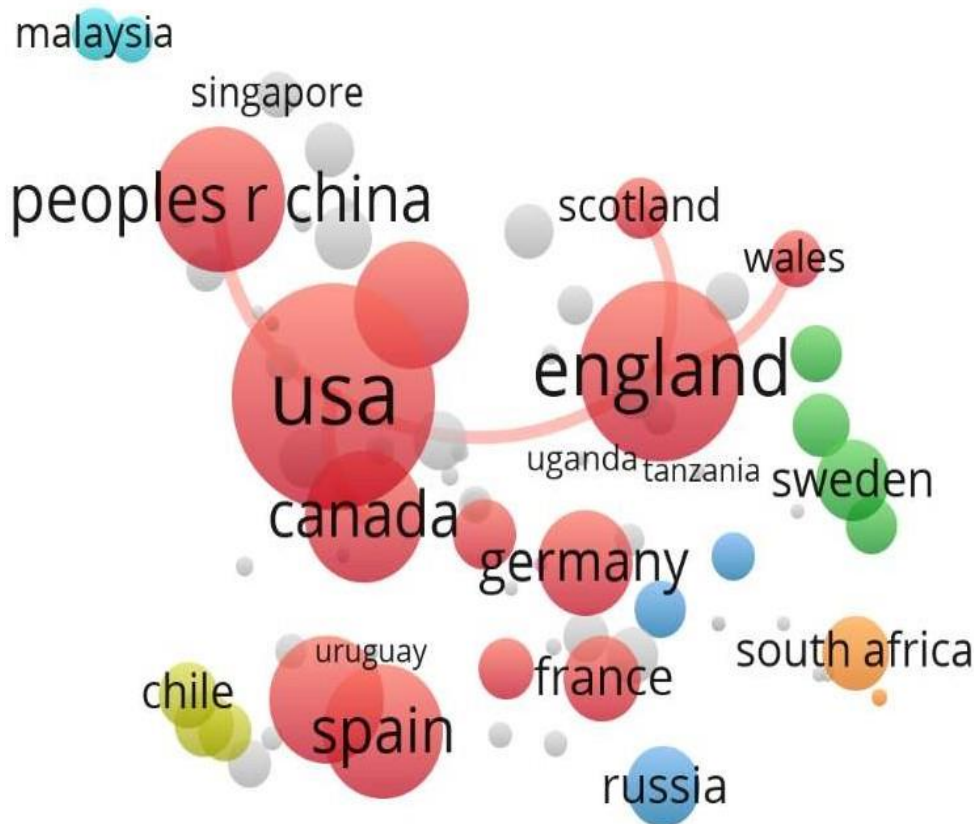 malaysia
singapore
peoples r china
scotland
wales
england
usa
uganda
tanzania
sweden
canada
germany
uruguay
south africa
chile
france
spain
russia